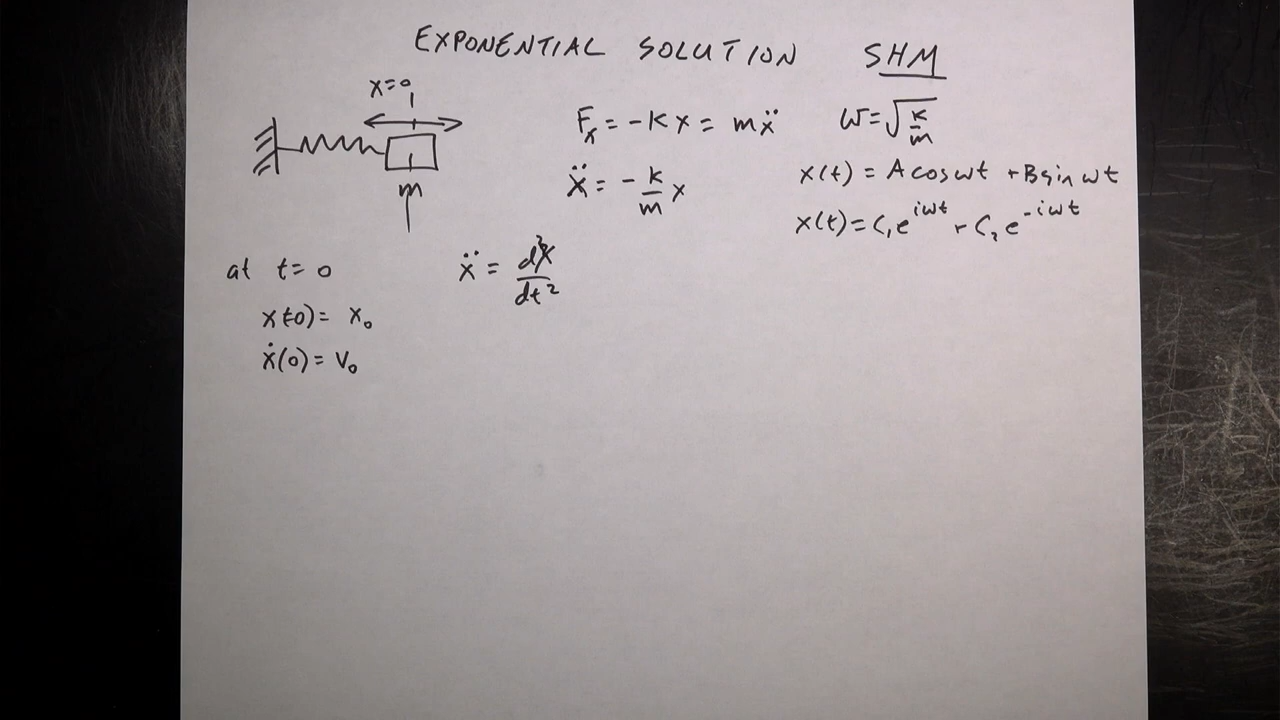 EXPONENTIAL SOLUTION SHM
x=0
m
Fₓ = -kx = mẍ
ẍ = -k/m x
ω = √(k/m)
x(t) = A cos ωt + B sin ωt
x(t) = C₁e^{iωt} + C₂e^{-iωt}
at t = 0
x(t=0) = x₀
ẋ(0) = v₀
ẍ = d²x/dt²